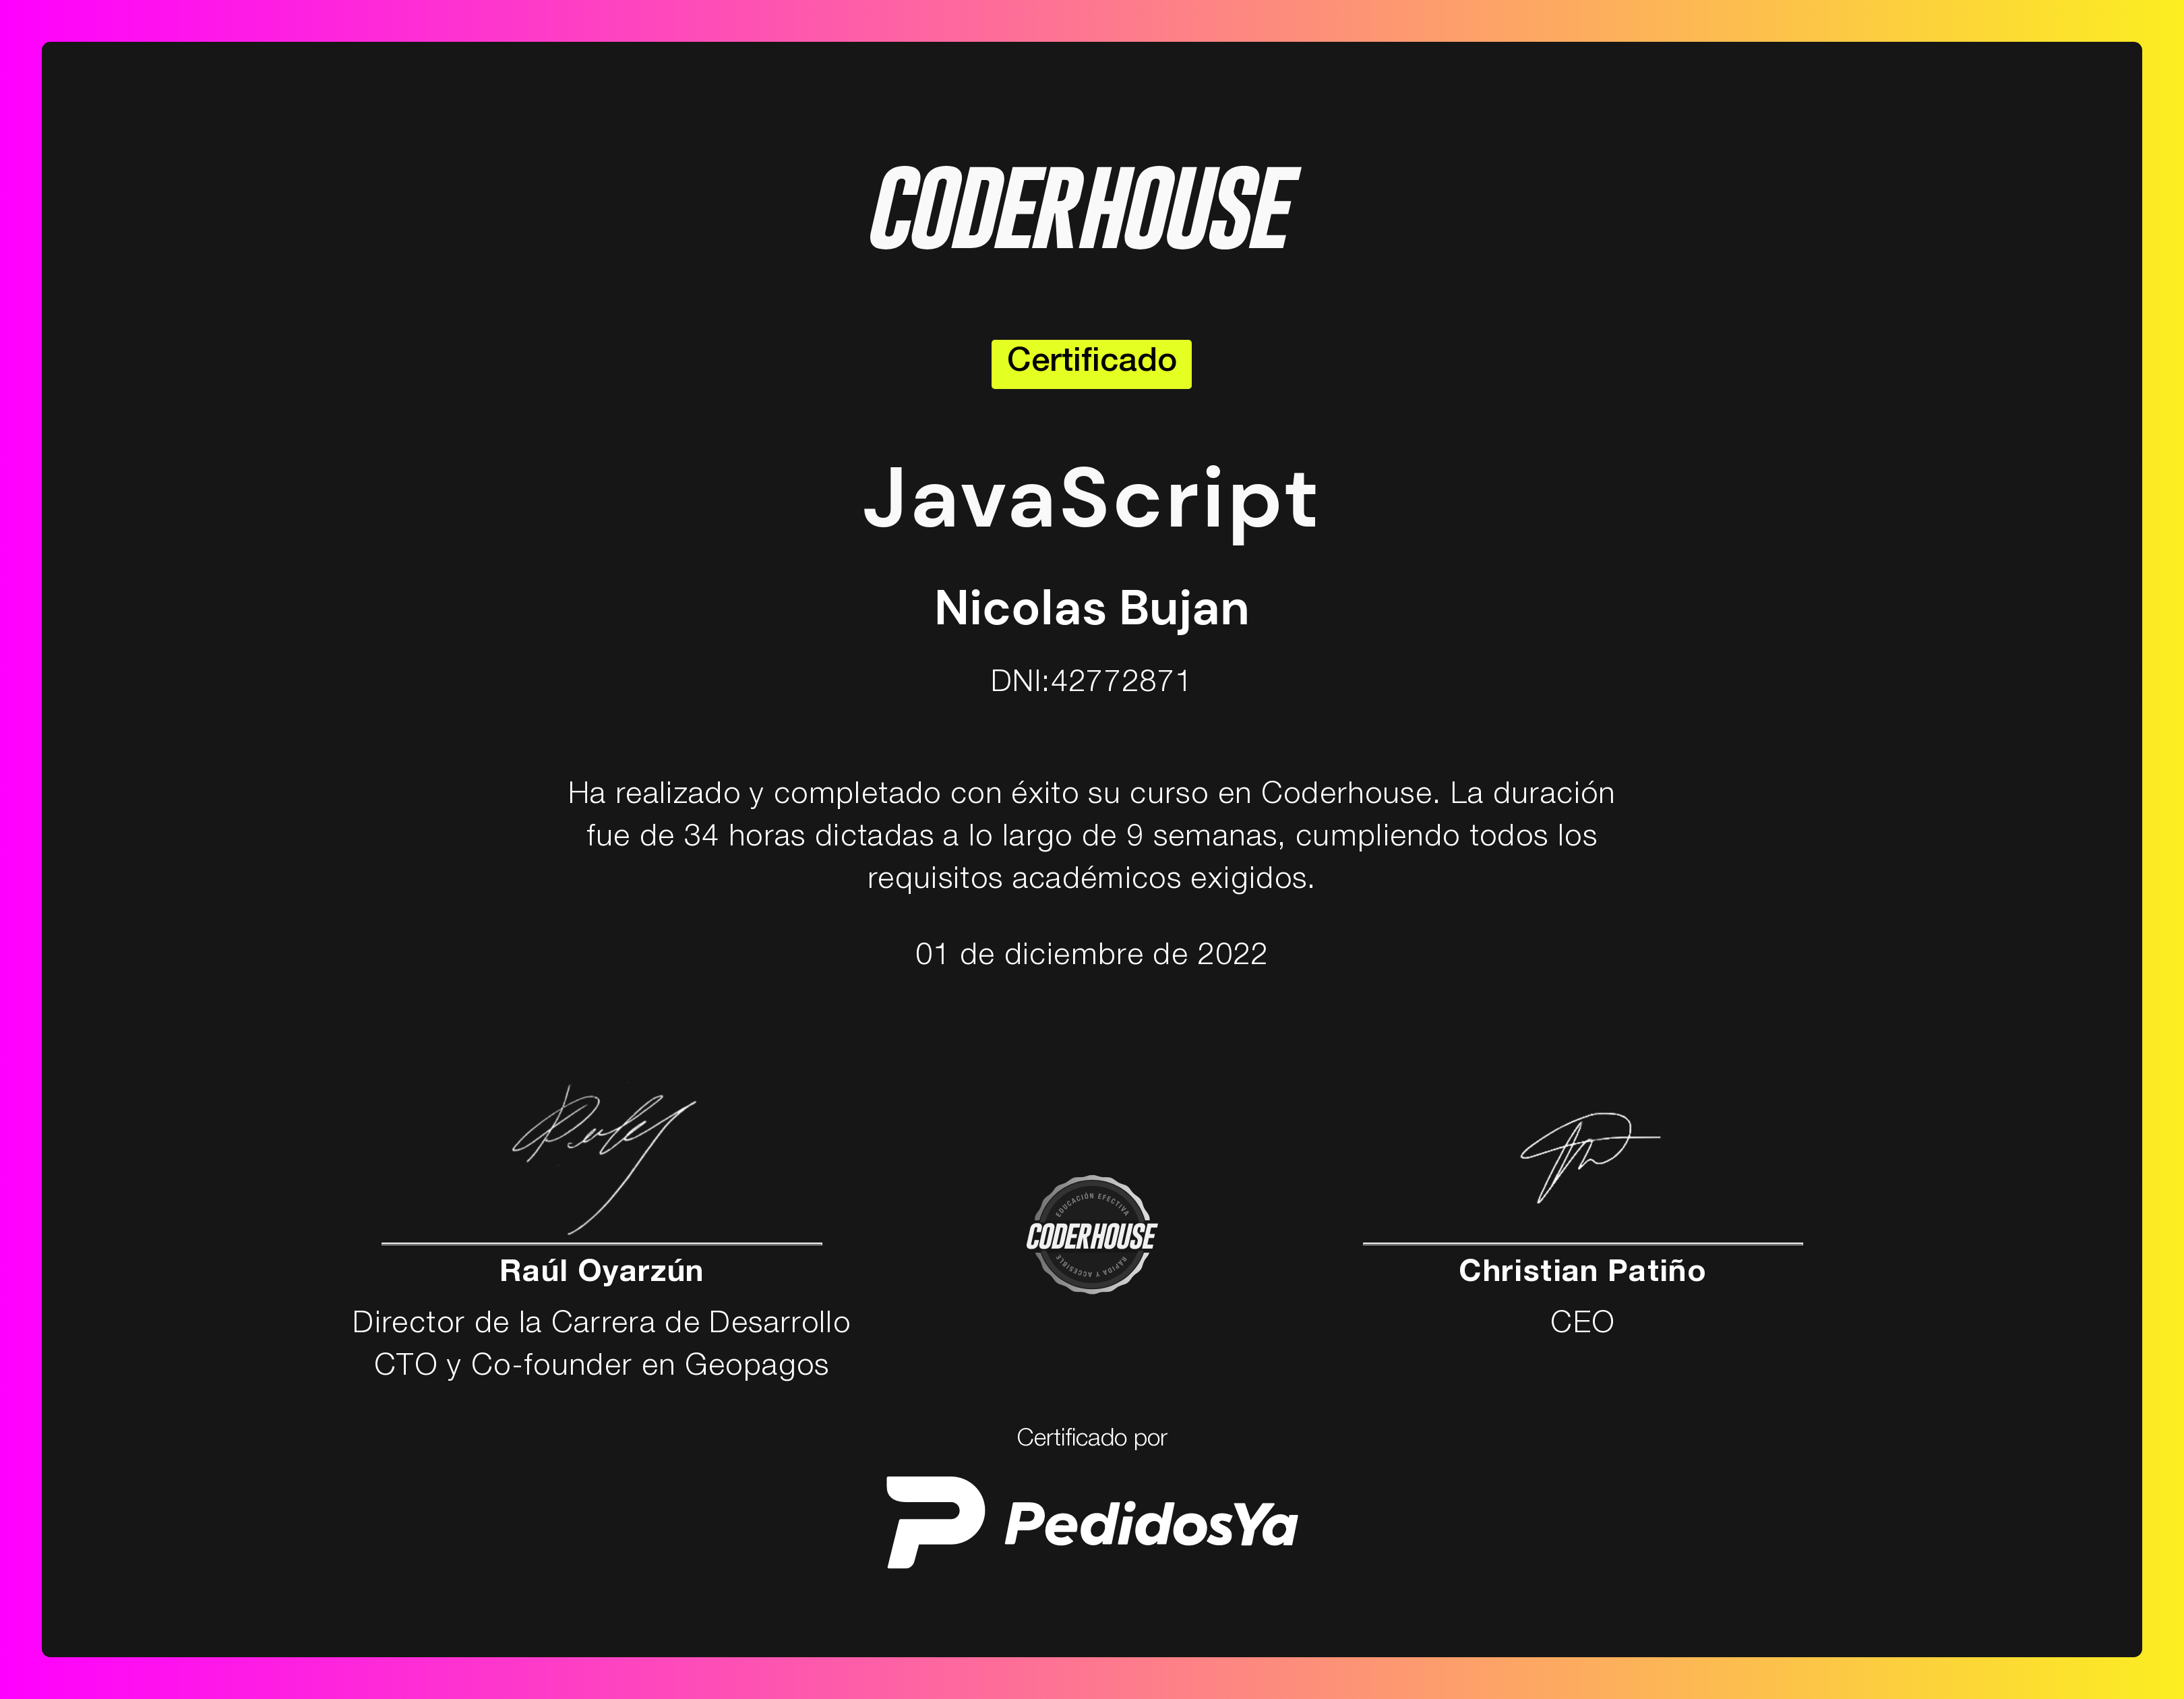 CODERHOUSE
Certificado
JavaScript
Nicolas Bujan
DNI:42772871
Ha realizado y completado con éxito su curso en Coderhouse. La duración
fue de 34 horas dictadas a lo largo de 9 semanas, cumpliendo todos los
requisitos académicos exigidos.
01 de diciembre de 2022
EDUCACIÓN EFECTIVA
CODERHOUSE
RÁPIDA Y ACCESIBLE
Raúl Oyarzún
Director de la Carrera de Desarrollo
CTO y Co-founder en Geopagos
Christian Patiño
CEO
Certificado por
PedidosYa